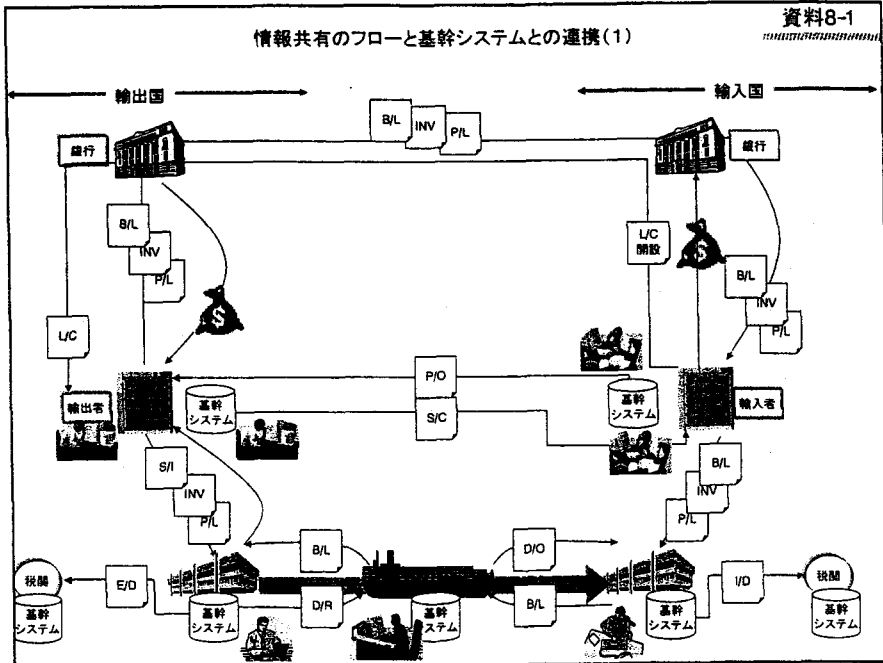 資料8-1
情報共有のフローと基幹システムとの連携(1)
輸出国
輸入国
B/L
INV
P/L
銀行
銀行
B/L
INV
P/L
$
L/C
開設
$
B/L
INV
P/L
L/C
P/O
輸出者
基幹
システム
S/C
基幹
システム
輸入者
S/I
INV
P/L
B/L
INV
P/L
B/L
D/O
税関
E/D
I/D
税関
基幹
システム
基幹
システム
D/R
基幹
システム
B/L
基幹
システム
基幹
システム